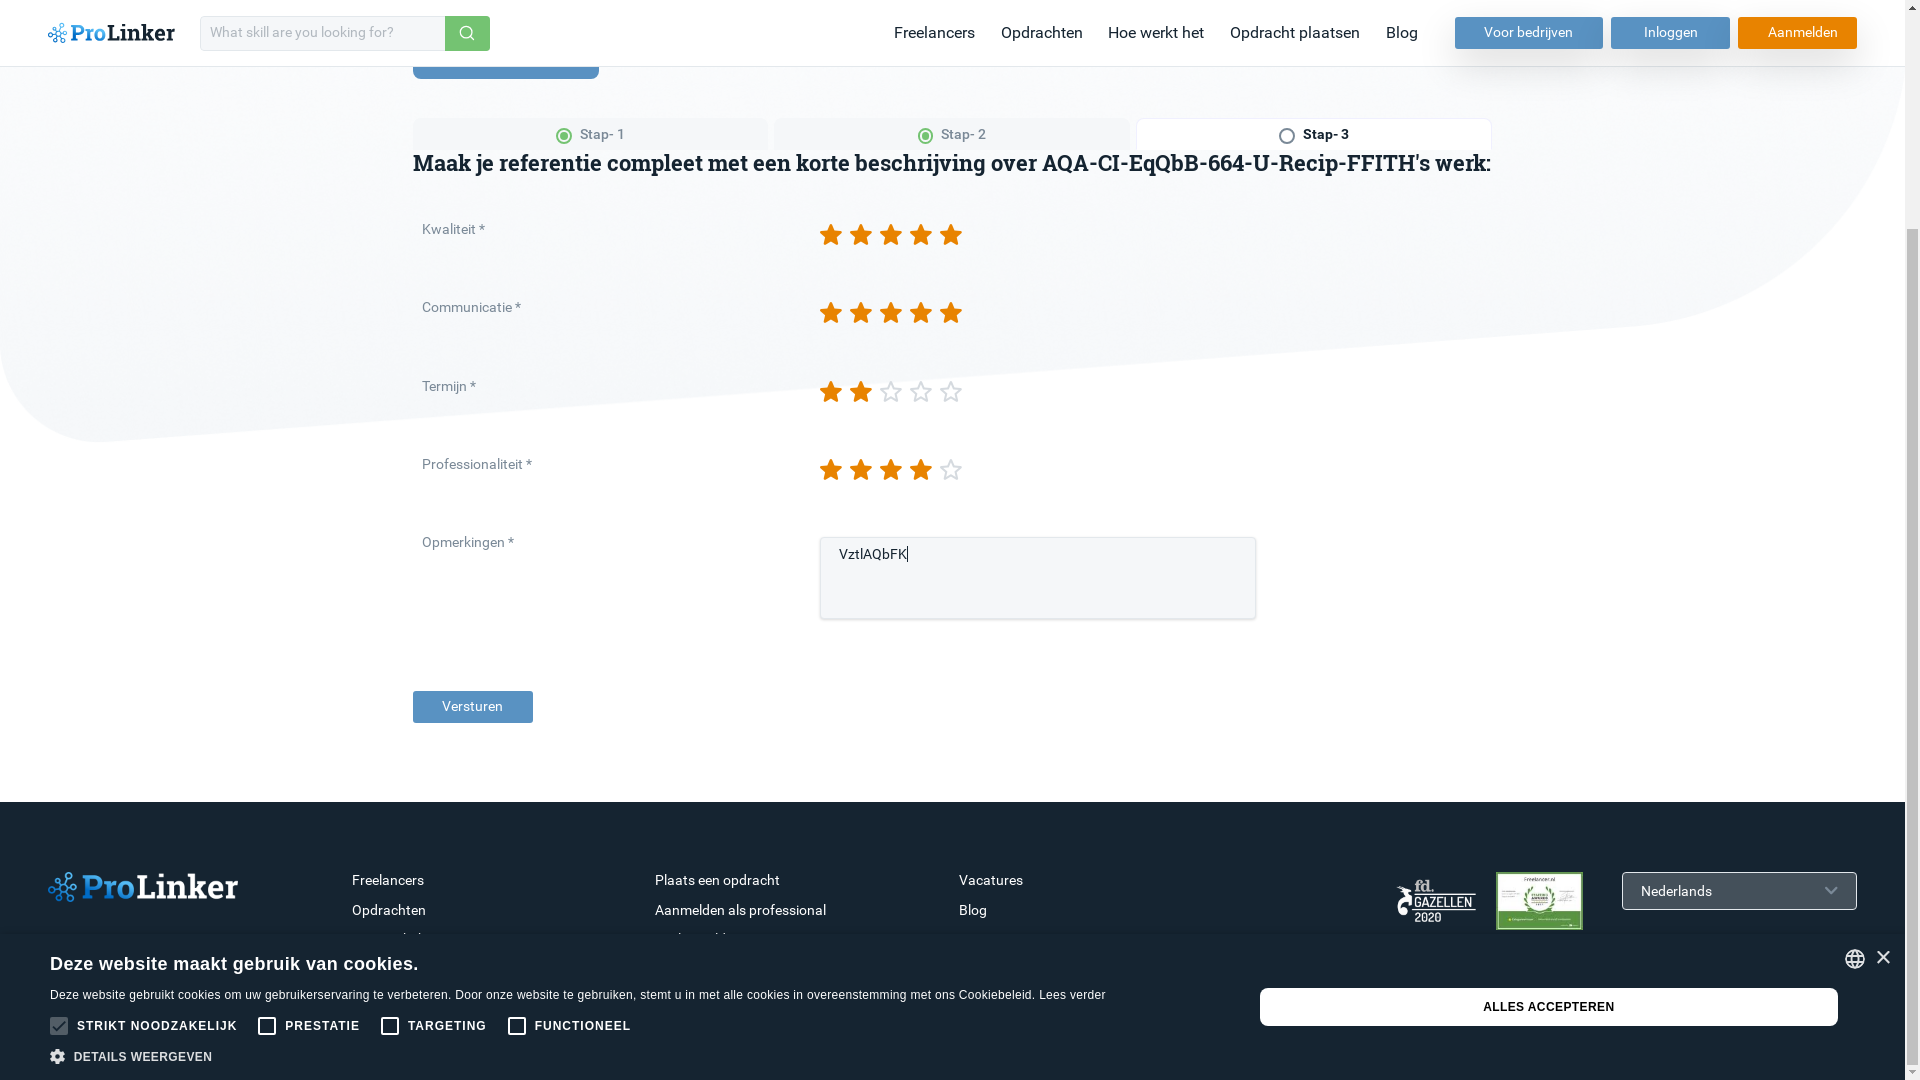 ProLinker
What skill are you looking for?
Freelancers
Opdrachten
Hoe werkt het
Opdracht plaatsen
Blog
Voor bedrijven
Inloggen
Aanmelden
Stap- 1
Stap- 2
Stap- 3
Maak je referentie compleet met een korte beschrijving over AQA-CI-EqQbB-664-U-Recip-FFITH's werk:
Kwaliteit *
Communicatie *
Termijn *
Professionaliteit *
Opmerkingen *
VztlAQbFK
Versturen
ProLinker
Freelancers
Opdrachten
Plaats een opdracht
Aanmelden als professional
Vacatures
Blog
fd.
GAZELLEN
2020
Freelancer.nl
Nederlands
Deze website maakt gebruik van cookies.
Deze website gebruikt cookies om uw gebruikerservaring te verbeteren. Door onze website te gebruiken, stemt u in met alle cookies in overeenstemming met ons Cookiebeleid. Lees verder
STRIKT NOODZAKELIJK
PRESTATIE
TARGETING
FUNCTIONEEL
DETAILS WEERGEVEN
ALLES ACCEPTEREN